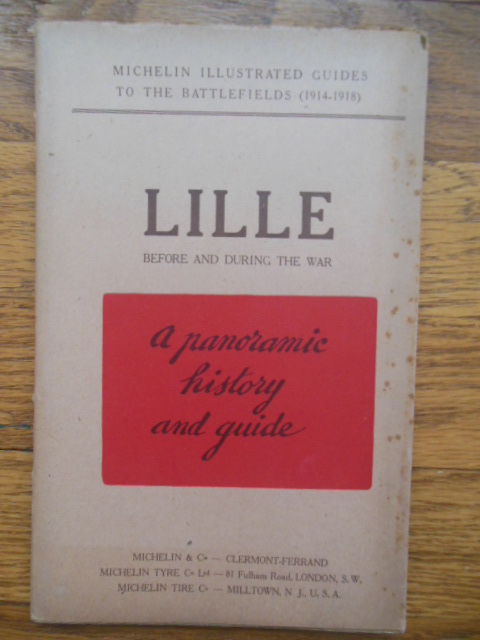 MICHELIN ILLUSTRATED GUIDES
TO THE BATTLEFIELDS (1914-1918)
LILLE
BEFORE AND DURING THE WAR
A panoramic
history
and guide
MICHELIN & Cie — CLERMONT-FERRAND
MICHELIN TYRE Co Ltd — 81 Fulham Road, LONDON, S. W.
MICHELIN TIRE Co — MILLTOWN, N. J., U. S. A.